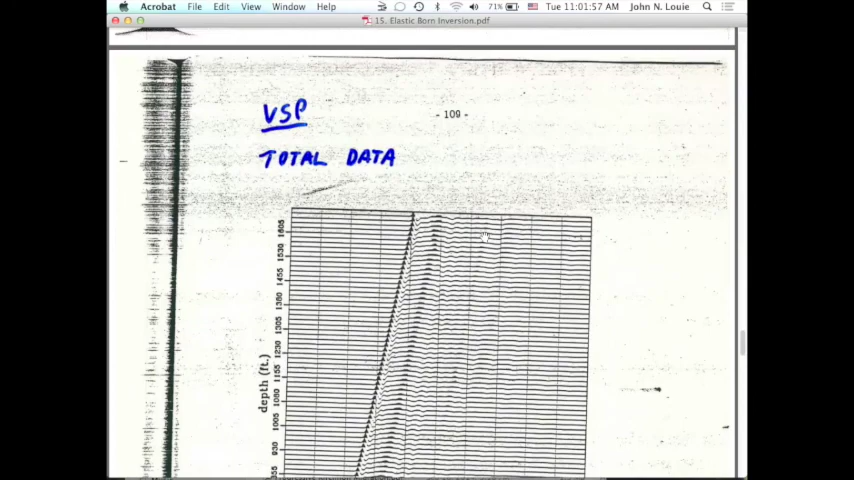 Acrobat File Edit View Window Help 71% Tue 11:01:57 AM John N. Louie
15. Elastic Born Inversion.pdf
VSP
- 109 -
TOTAL DATA
depth (ft.)
1605
1530
1455
1380
1305
1230
1155
1080
1005
930
855